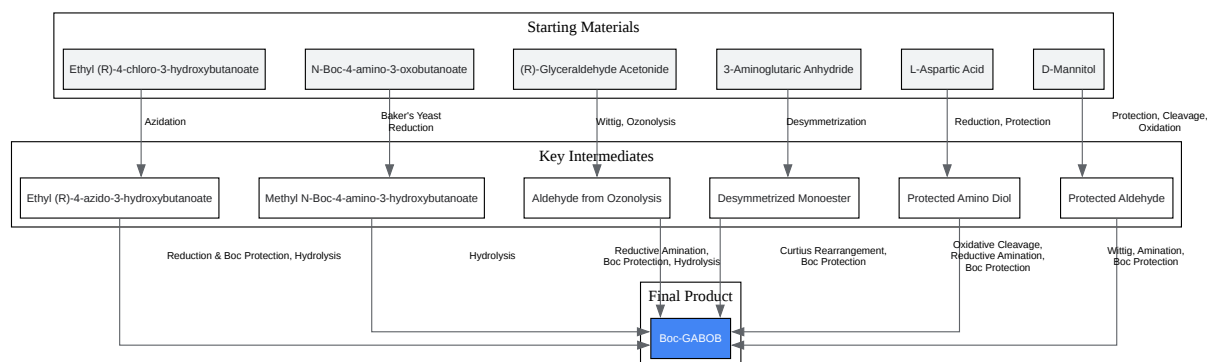 Starting Materials
Ethyl (R)-4-chloro-3-hydroxybutanoate
N-Boc-4-amino-3-oxobutanoate
(R)-Glyceraldehyde Acetonide
3-Aminoglutaric Anhydride
L-Aspartic Acid
D-Mannitol
Azidation
Baker's Yeast
Reduction
Wittig, Ozonolysis
Desymmetrization
Reduction, Protection
Protection, Cleavage,
Oxidation
Key Intermediates
Ethyl (R)-4-azido-3-hydroxybutanoate
Methyl N-Boc-4-amino-3-hydroxybutanoate
Aldehyde from Ozonolysis
Desymmetrized Monoester
Protected Amino Diol
Protected Aldehyde
Reduction & Boc Protection, Hydrolysis
Hydrolysis
Reductive Amination,
Boc Protection, Hydrolysis
Curtius Rearrangement,
Boc Protection
Oxidative Cleavage,
Reductive Amination,
Boc Protection
Wittig, Amination,
Boc Protection
Final Product
Boc-GABOB